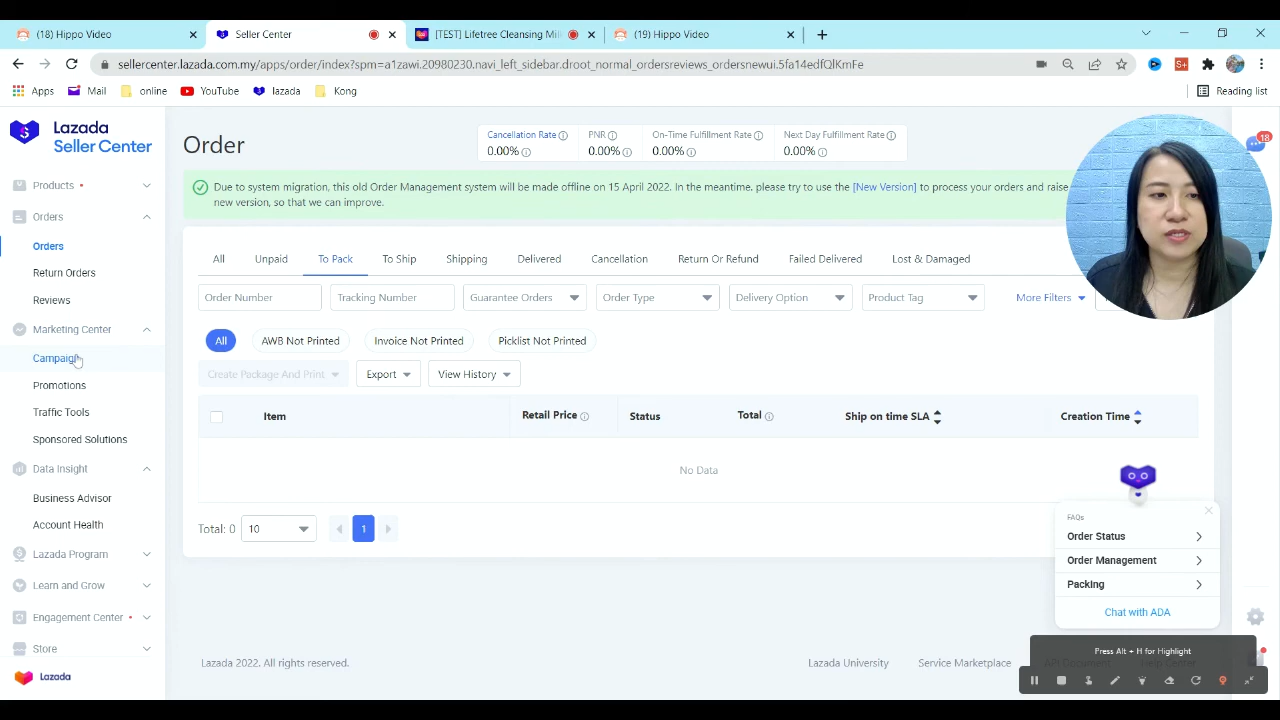 (18) Hippo Video
Seller Center
[TEST] Lifetree Cleansing Mil
(19) Hippo Video
sellercenter.lazada.com.my/apps/order/index?spm=a1zawi.20980230.navi_left_sidebar.droot_normal_ordersreviews_ordersnewui.5fa14edfQlKmFe
Apps
Mail
online
YouTube
lazada
Kong
Reading list
Lazada
Seller Center
Products
Orders
Orders
Return Orders
Reviews
Marketing Center
Campaign
Promotions
Traffic Tools
Sponsored Solutions
Data Insight
Business Advisor
Account Health
Lazada Program
Learn and Grow
Engagement Center
Store
Lazada
Order
Cancellation Rate
0.00%
PNR
0.00%
On-Time Fulfillment Rate
0.00%
Next Day Fulfillment Rate
0.00%
18
Due to system migration, this old Order Management system will be made offline on 15 April 2022. In the meantime. please try to use the [New Version] to process your orders and raise
new version, so that we can improve.
All
Unpaid
To Pack
To Ship
Shipping
Delivered
Cancellation
Return Or Refund
Failed Delivered
Lost & Damaged
Order Number
Tracking Number
Guarantee Orders
Order Type
Delivery Option
Product Tag
More Filters
All
AWB Not Printed
Invoice Not Printed
Picklist Not Printed
Create Package And Print
Export
View History
Item
Retail Price
Status
Total
Ship on time SLA
Creation Time
No Data
Total: 0
10
1
FAQs
Order Status
Order Management
Packing
Chat with ADA
Press Alt + H for Highlight
Lazada 2022. All rights reserved.
Lazada University
Service Marketplace
API Document
Help Center